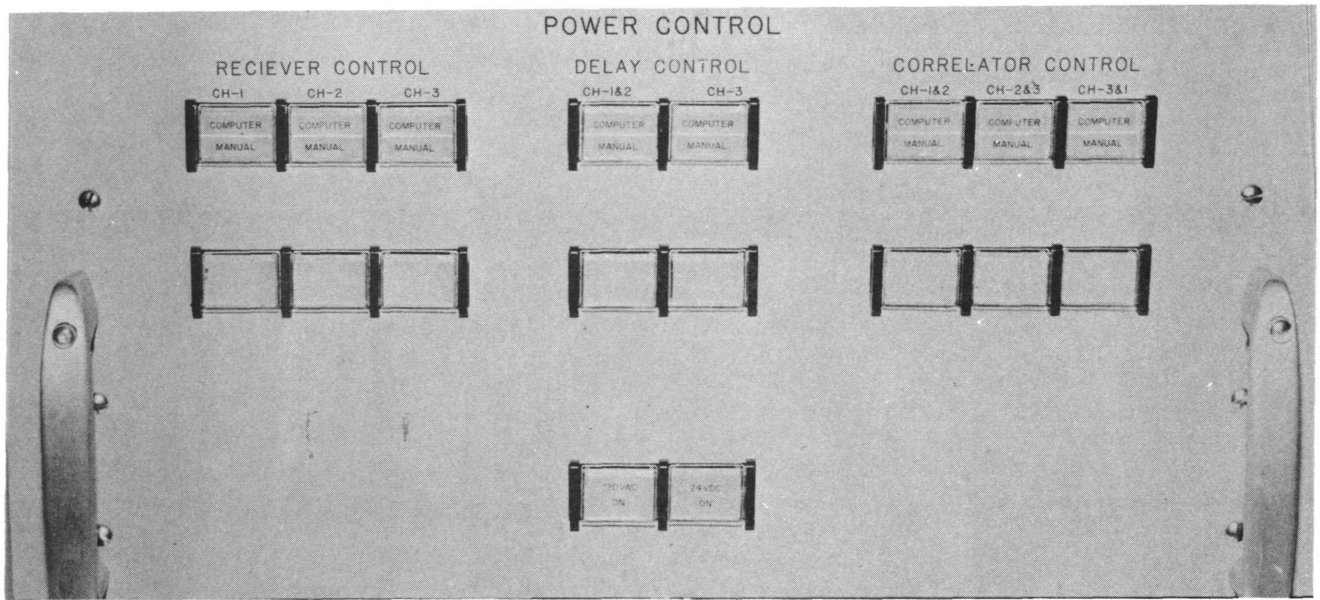 POWER CONTROL
RECIEVER CONTROL DELAY CONTROL CORRELATOR CONTROL
CH-1 CH-2 CH-3 CH-1&2 CH-3 CH-1&2 CH-2&3 CH-3&1
COMPUTER COMPUTER COMPUTER COMPUTER COMPUTER COMPUTER COMPUTER COMPUTER
MANUAL MANUAL MANUAL MANUAL MANUAL MANUAL MANUAL MANUAL
24VDC
ON ON